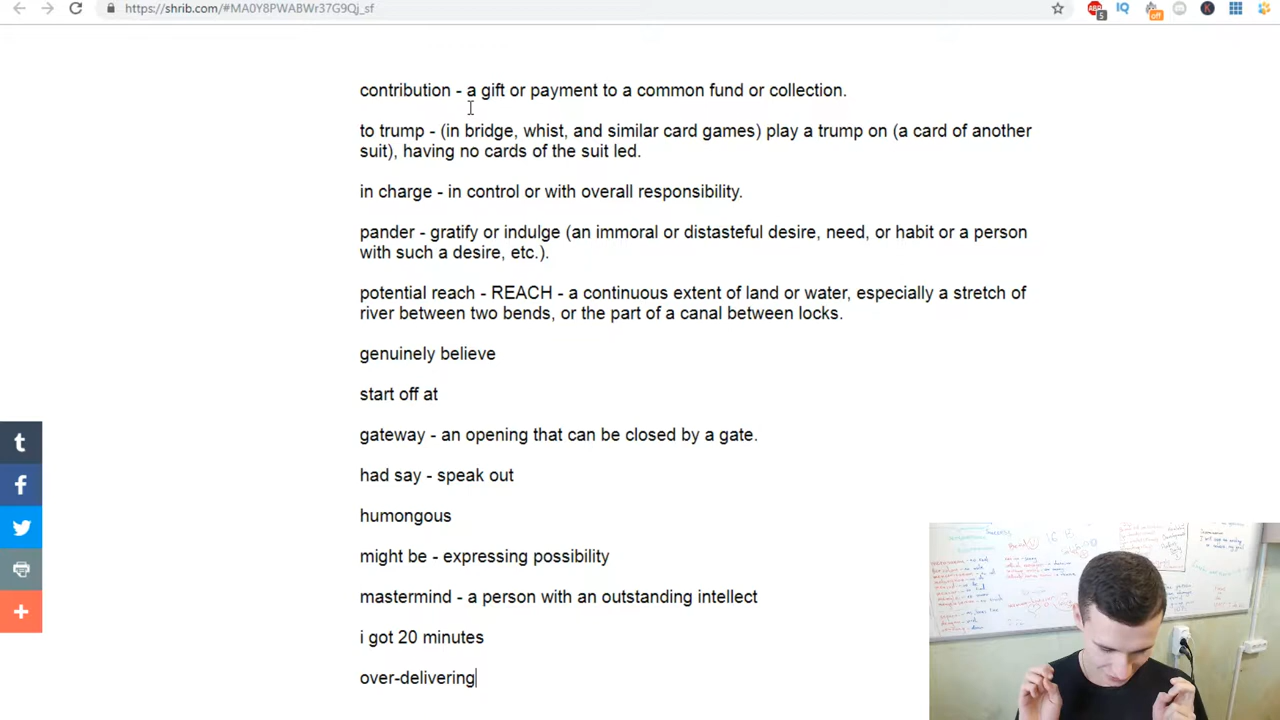 https://shrib.com/#MA0Y8PWABWr37G9Qj_sf
ABP
5
IQ
off
K
contribution - a gift or payment to a common fund or collection.
to trump - (in bridge, whist, and similar card games) play a trump on (a card of another
suit), having no cards of the suit led.
in charge - in control or with overall responsibility.
pander - gratify or indulge (an immoral or distasteful desire, need, or habit or a person
with such a desire, etc.).
potential reach - REACH - a continuous extent of land or water, especially a stretch of
river between two bends, or the part of a canal between locks.
genuinely believe
start off at
t
gateway - an opening that can be closed by a gate.
had say - speak out
f
humongous
might be - expressing possibility
mastermind - a person with an outstanding intellect
i got 20 minutes
over-delivering